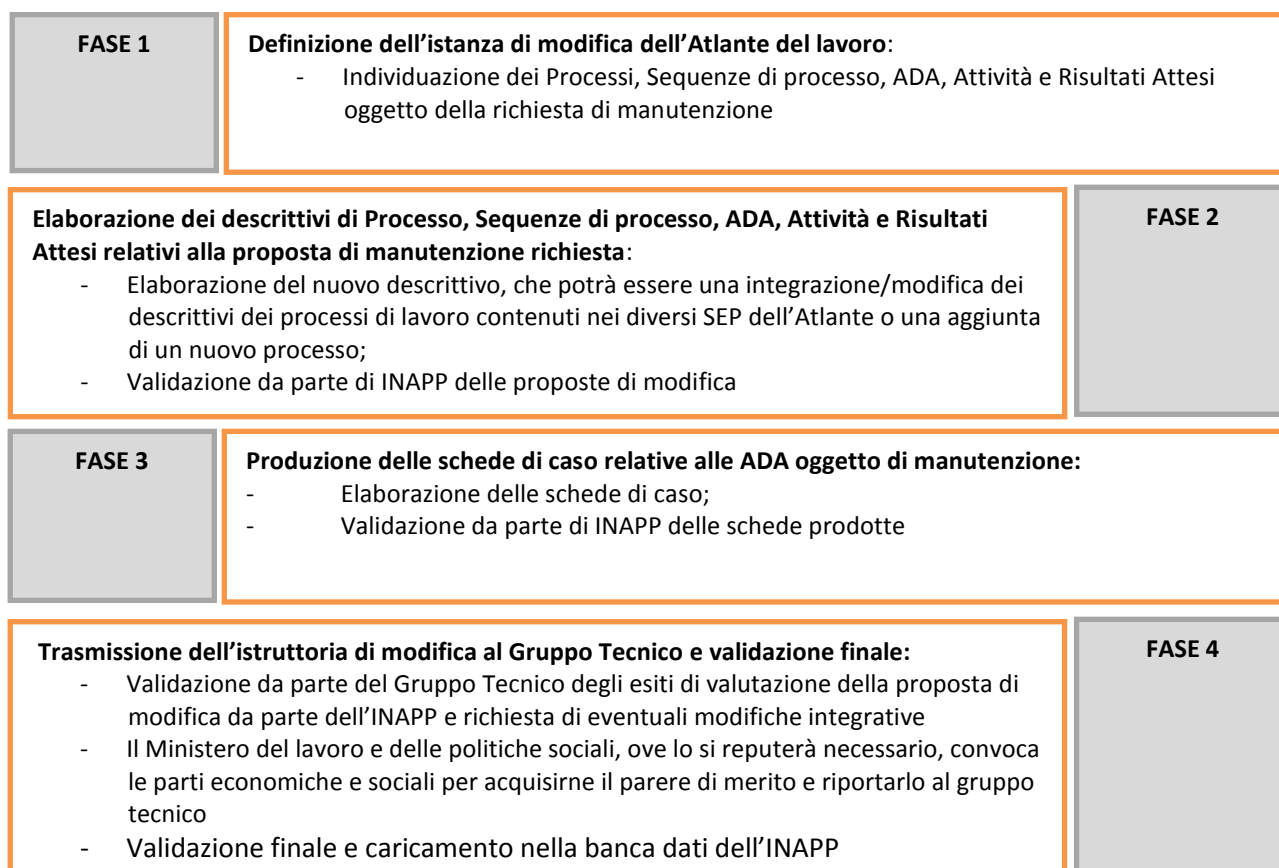 FASE 1
Definizione dell’istanza di modifica dell’Atlante del lavoro:
- Individuazione dei Processi, Sequenze di processo, ADA, Attività e Risultati Attesi
oggetto della richiesta di manutenzione
Elaborazione dei descrittivi di Processo, Sequenze di processo, ADA, Attività e Risultati
Attesi relativi alla proposta di manutenzione richiesta:
- Elaborazione del nuovo descrittivo, che potrà essere una integrazione/modifica dei
descrittivi dei processi di lavoro contenuti nei diversi SEP dell’Atlante o una aggiunta
di un nuovo processo;
- Validazione da parte di INAPP delle proposte di modifica
FASE 2
FASE 3
Produzione delle schede di caso relative alle ADA oggetto di manutenzione:
- Elaborazione delle schede di caso;
- Validazione da parte di INAPP delle schede prodotte
Trasmissione dell’istruttoria di modifica al Gruppo Tecnico e validazione finale:
- Validazione da parte del Gruppo Tecnico degli esiti di valutazione della proposta di
modifica da parte dell’INAPP e richiesta di eventuali modifiche integrative
- Il Ministero del lavoro e delle politiche sociali, ove lo si reputerà necessario, convoca
le parti economiche e sociali per acquisirne il parere di merito e riportarlo al gruppo
tecnico
- Validazione finale e caricamento nella banca dati dell’INAPP
FASE 4